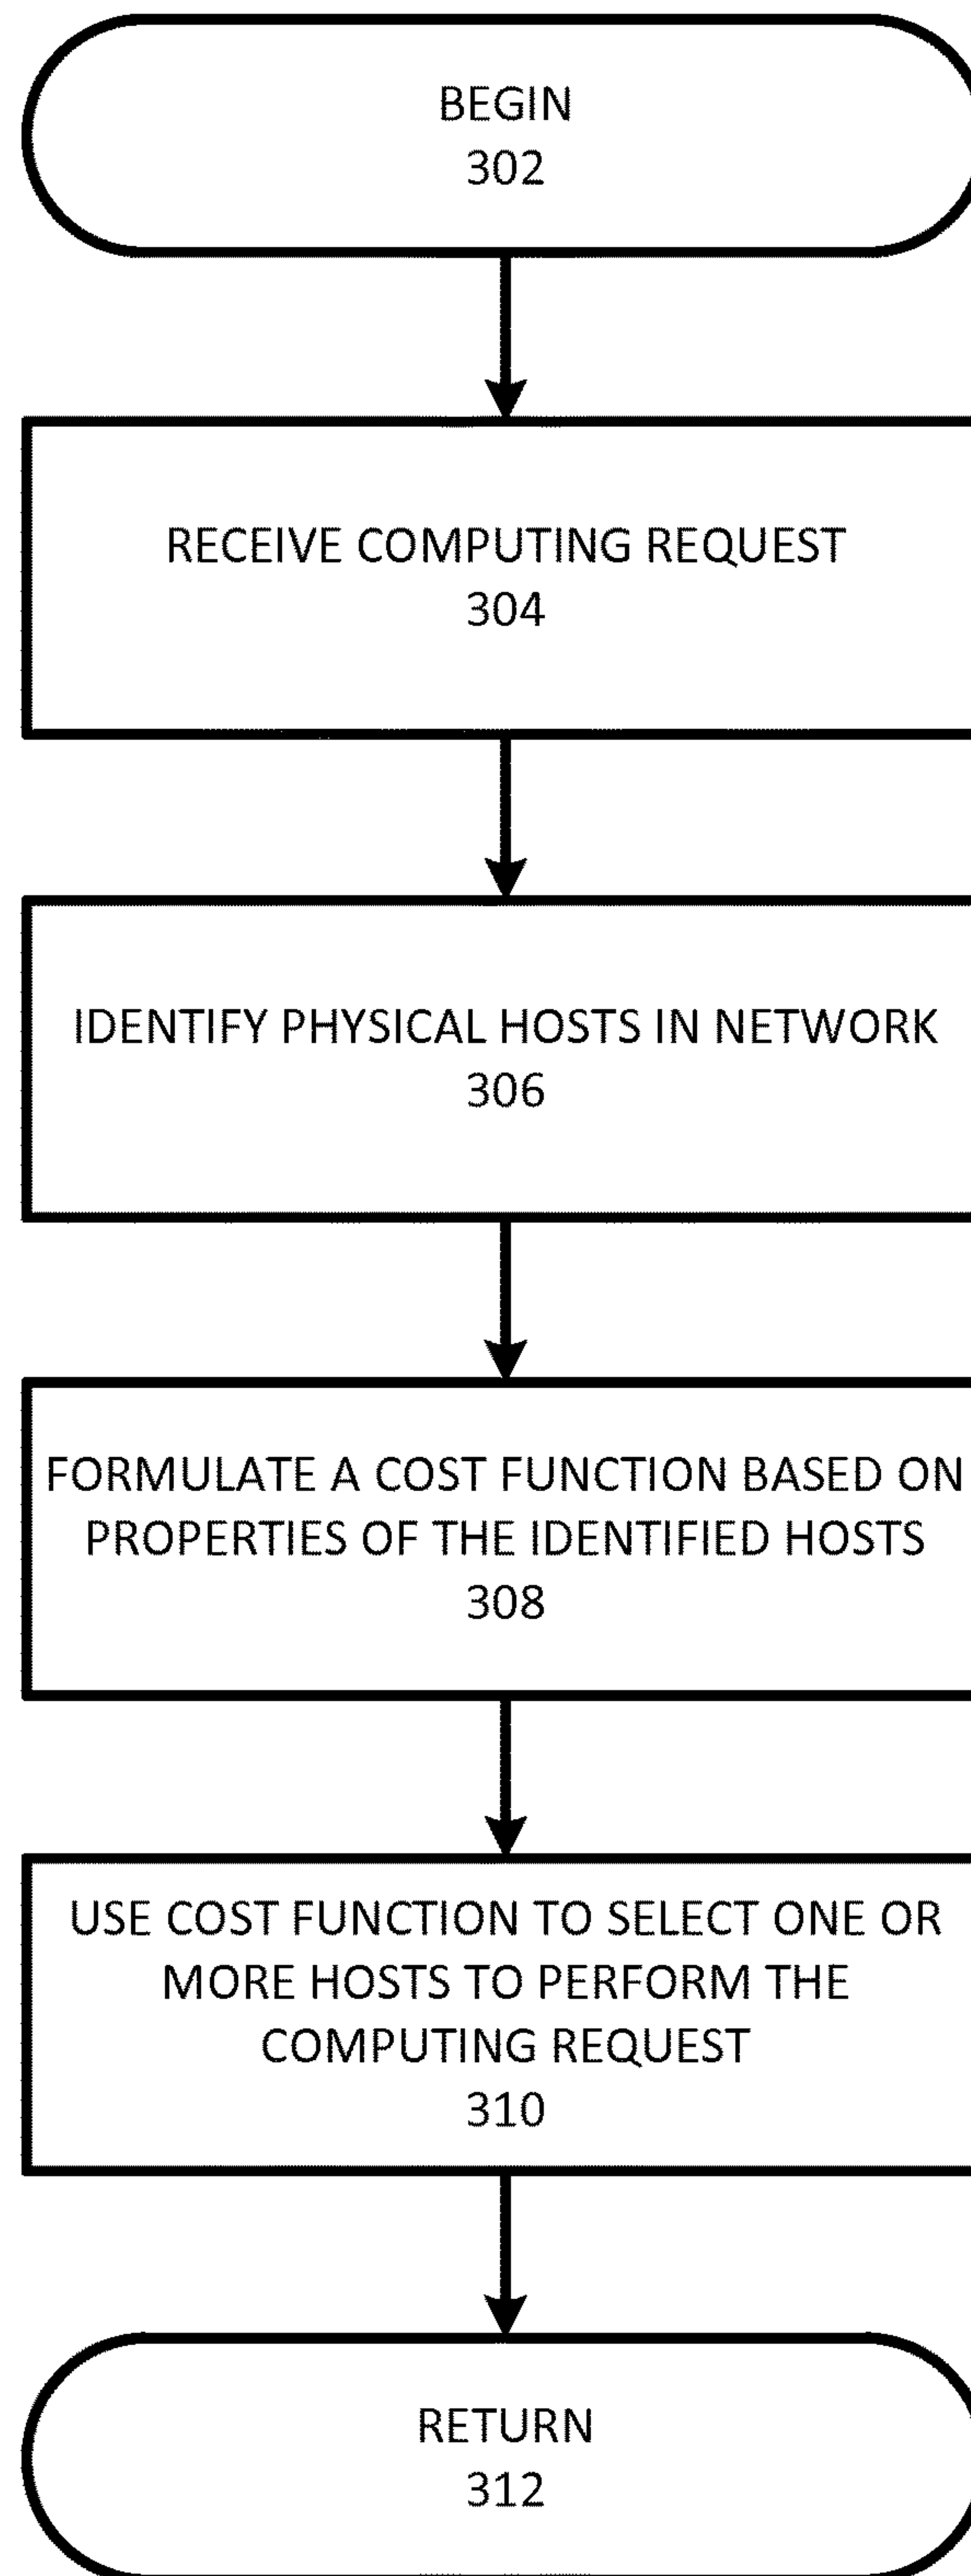 BEGIN
302
RECEIVE COMPUTING REQUEST
304
IDENTIFY PHYSICAL HOSTS IN NETWORK
306
FORMULATE A COST FUNCTION BASED ON
PROPERTIES OF THE IDENTIFIED HOSTS
308
USE COST FUNCTION TO SELECT ONE OR
MORE HOSTS TO PERFORM THE
COMPUTING REQUEST
310
RETURN
312